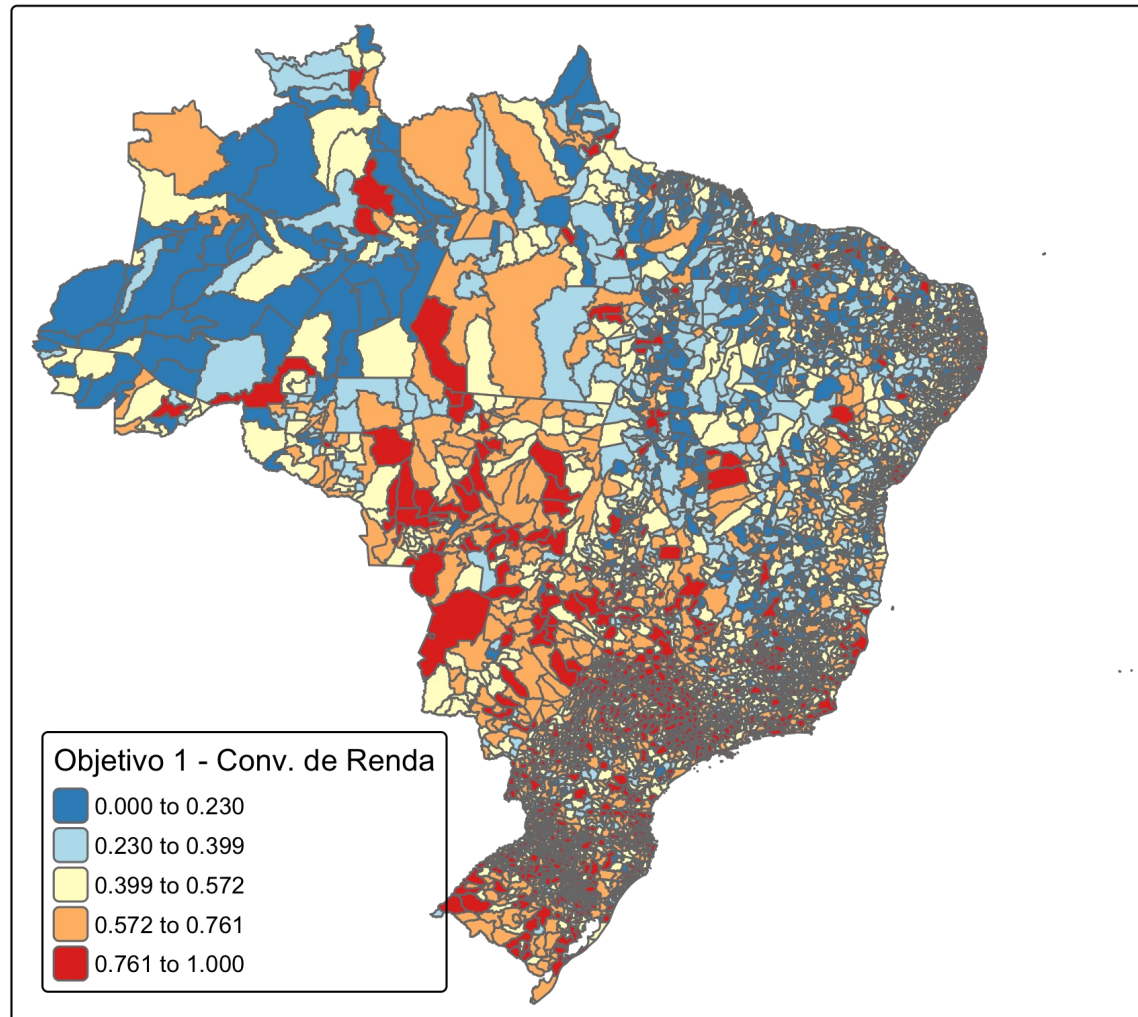 Objetivo 1 - Conv. de Renda
0.000 to 0.230
0.230 to 0.399
0.399 to 0.572
0.572 to 0.761
0.761 to 1.000